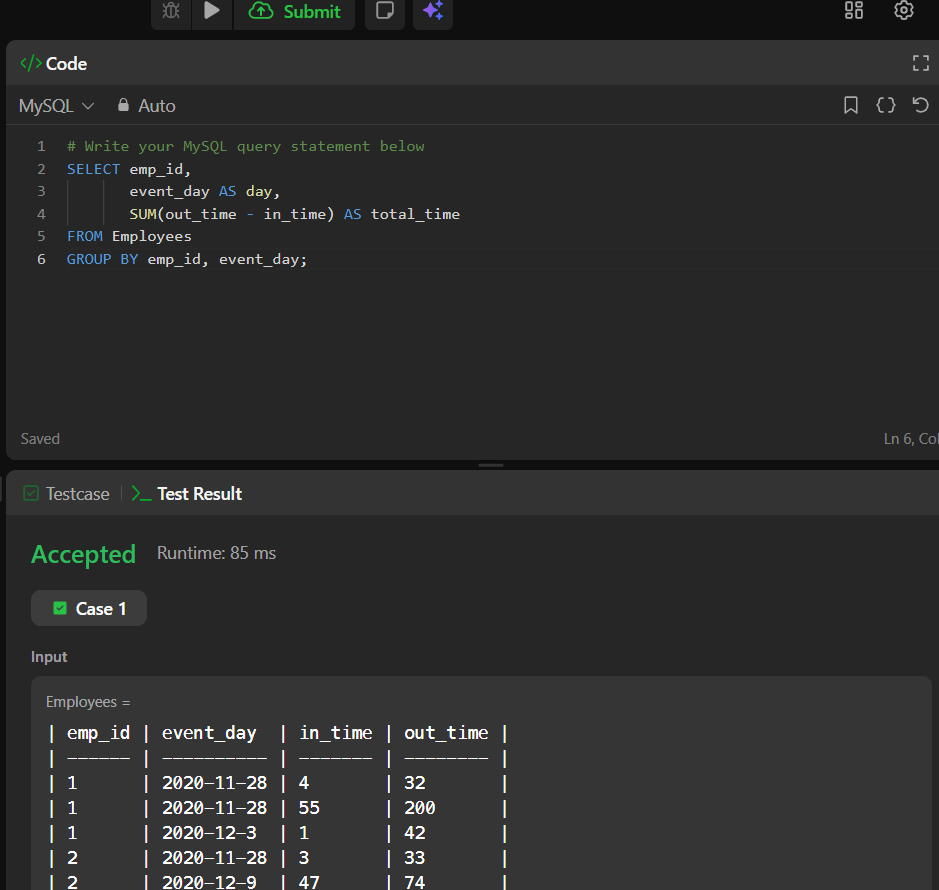 Submit
</> Code
MySQL Auto
1 # Write your MySQL query statement below
2 SELECT emp_id,
3 event_day AS day,
4 SUM(out_time - in_time) AS total_time
5 FROM Employees
6 GROUP BY emp_id, event_day;
Saved Ln 6, Col
Testcase | >_ Test Result
Accepted Runtime: 85 ms
Case 1
Input
Employees =
| emp_id | event_day | in_time | out_time |
| ------ | ---------- | ------- | -------- |
| 1 | 2020-11-28 | 4 | 32 |
| 1 | 2020-11-28 | 55 | 200 |
| 1 | 2020-12-3 | 1 | 42 |
| 2 | 2020-11-28 | 3 | 33 |
| 2 | 2020-12-9 | 47 | 74 |